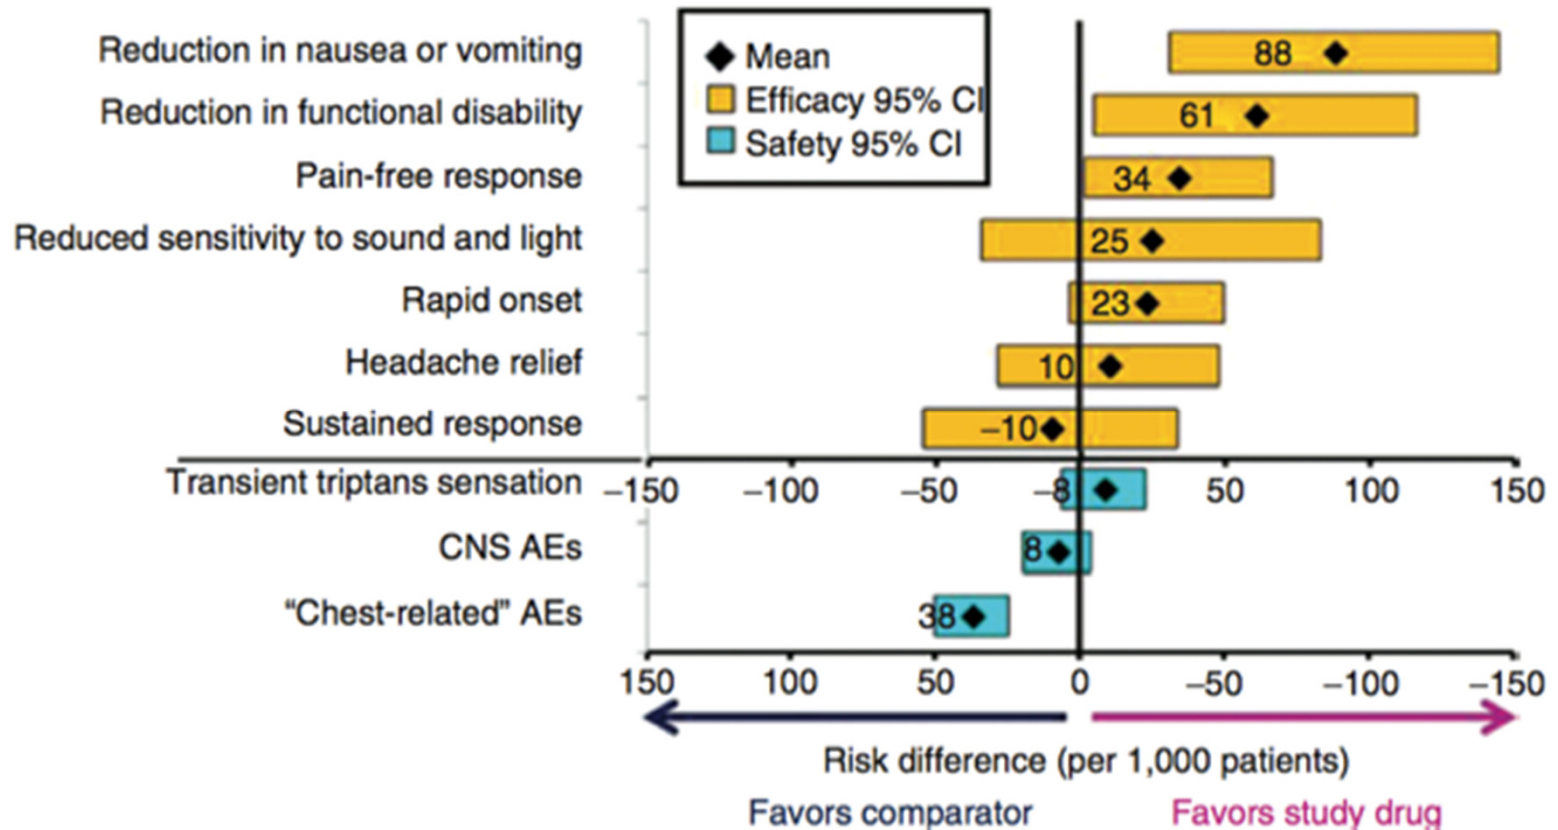 Mean
Efficacy 95% CI
Safety 95% CI
Reduction in nausea or vomiting 88
Reduction in functional disability 61
Pain-free response 34
Reduced sensitivity to sound and light 25
Rapid onset 23
Headache relief 10
Sustained response –10
Transient triptans sensation –150 –100 –50 –8 50 100 150
CNS AEs 8
“Chest-related” AEs 38
150 100 50 0 –50 –100 –150
Risk difference (per 1,000 patients)
Favors comparator Favors study drug